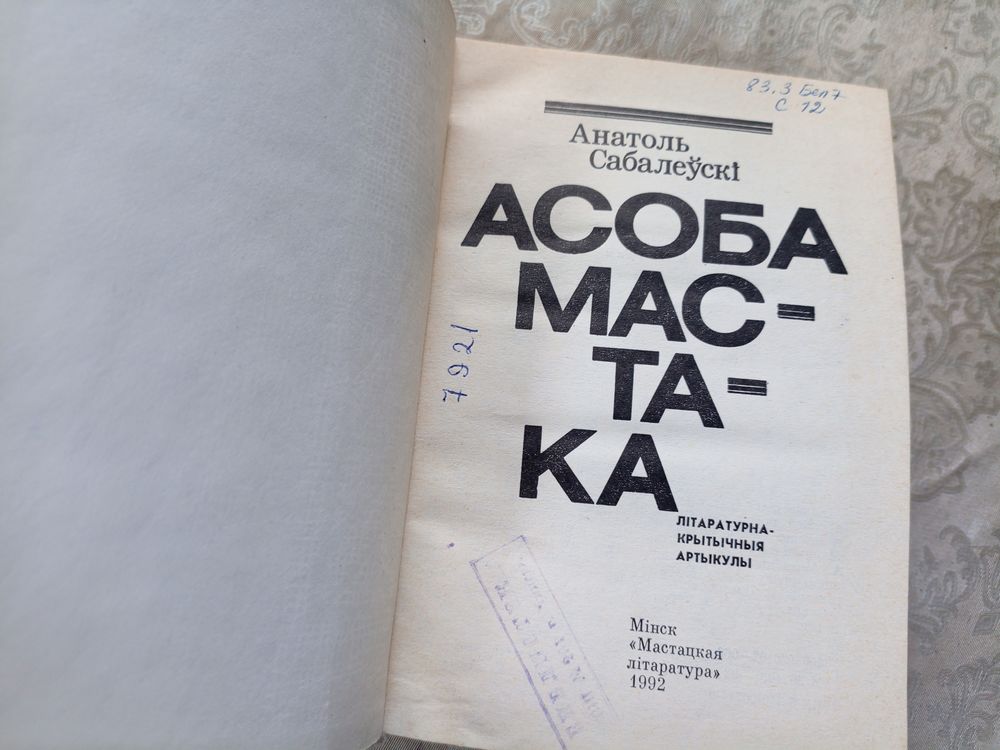 83.3 Бел7
С 12
Анатоль
Сабалеўскі
АСОБА
МАС=
ТА=
КА
ЛІТАРАТУРНА-
КРЫТЫЧНЫЯ
АРТЫКУЛЫ
7921
Мінск
«Мастацкая
літаратура»
1992